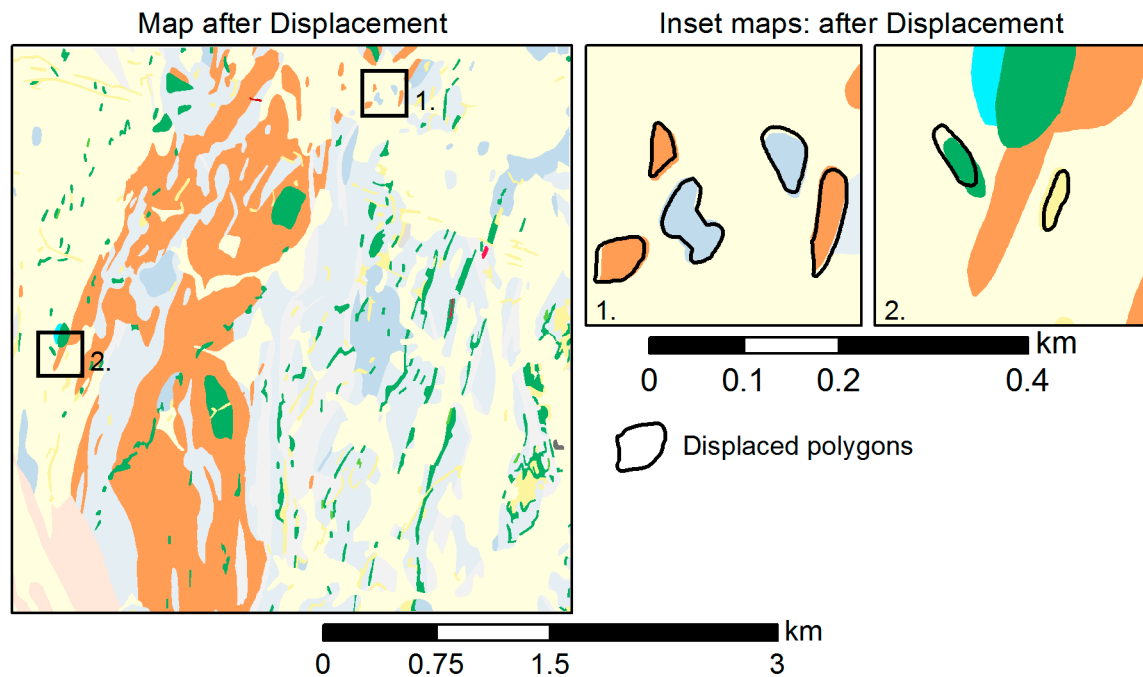 Map after Displacement
Inset maps: after Displacement
1.
2.
1.
2.
km
0 0.1 0.2 0.4
Displaced polygons
km
0 0.75 1.5 3